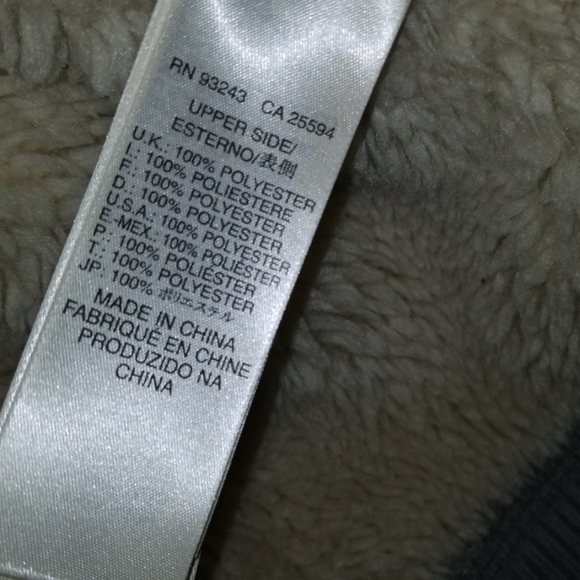 RN 93243 CA 25594
UPPER SIDE/
ESTERNO/表側
U.K.: 100% POLYESTER
I.: 100% POLIESTERE
F.: 100% POLYESTER
D.: 100% POLYESTER
U.S.A.: 100% POLYESTER
E.-MEX.: 100% POLIÉSTER
P.: 100% POLIÉSTER
T.: 100% POLYESTER
JP.: 100% ポリエステル
MADE IN CHINA
FABRIQUÉ EN CHINE
PRODUZIDO NA
CHINA